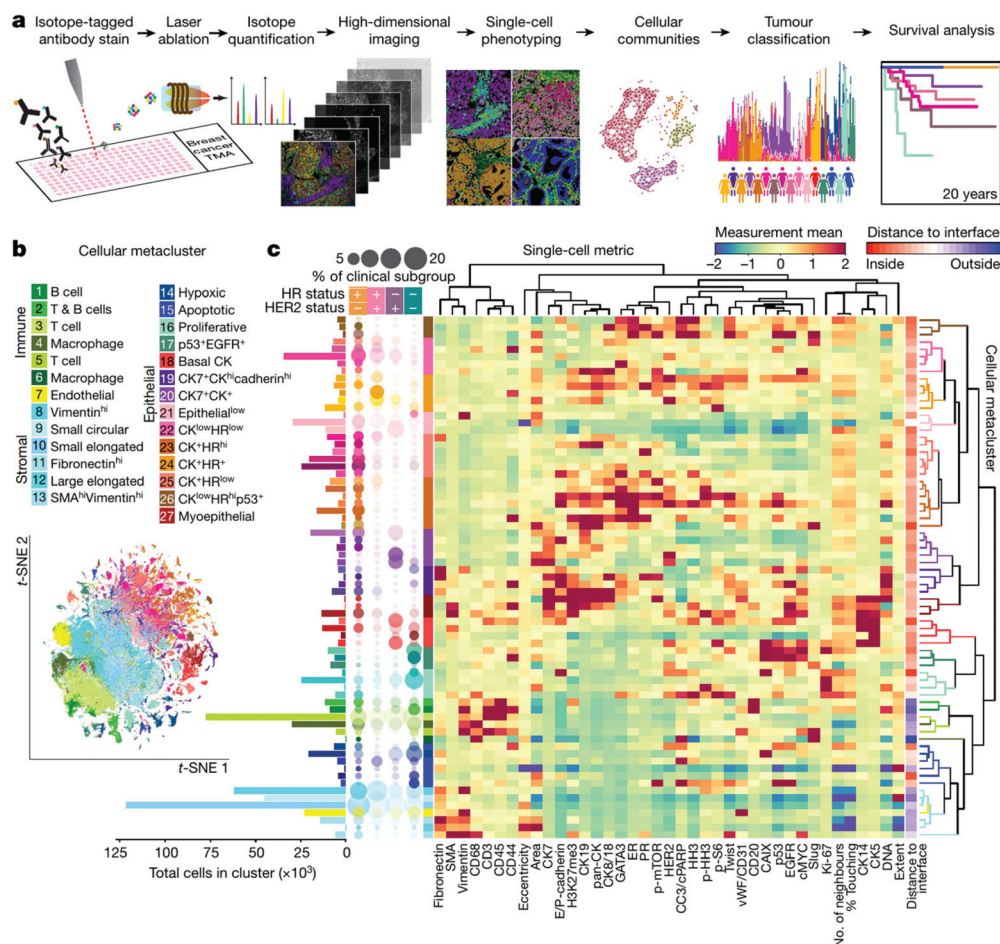 a
Isotope-tagged antibody stain
Laser ablation
Isotope quantification
High-dimensional imaging
Single-cell phenotyping
Cellular communities
Tumour classification
Survival analysis
Breast cancer TMA
20 years
b
Cellular metacluster
Immune
1 B cell
2 T & B cells
3 T cell
4 Macrophage
5 T cell
6 Macrophage
7 Endothelial
Stromal
8 Vimentinhi
9 Small circular
10 Small elongated
11 Fibronectinhi
12 Large elongated
13 SMAhiVimentinhi
Epithelial
14 Hypoxic
15 Apoptotic
16 Proliferative
17 p53+EGFR+
18 Basal CK
19 CK7+CKhicadherinhi
20 CK7+CK+
21 Epitheliallow
22 CKlowHRlow
23 CK+HRhi
24 CK+HR+
25 CK+HRlow
26 CKlowHRhip53+
27 Myoepithelial
t-SNE 2
t-SNE 1
c
5 20
% of clinical subgroup
HR status + + − −
HER2 status − + + −
Single-cell metric
Measurement mean
−2 −1 0 1 2
Distance to interface
Inside Outside
Cellular metacluster
125 100 75 50 25 0
Total cells in cluster (×10³)
Fibronectin
SMA
Vimentin
CD68
CD3
CD45
CD44
Eccentricity
Area
CK7
E/P-cadherin
H3K27me3
CK19
pan-CK
CK8/18
GATA3
ER
PR
p-mTOR
HER2
CC3/cPARP
HH3
p-HH3
p-S6
Twist
vWF/CD31
CD20
CAIX
p53
EGFR
cMYC
Slug
Ki-67
No. of neighbours
% Touching
CK14
CK5
DNA
Extent
Distance to interface